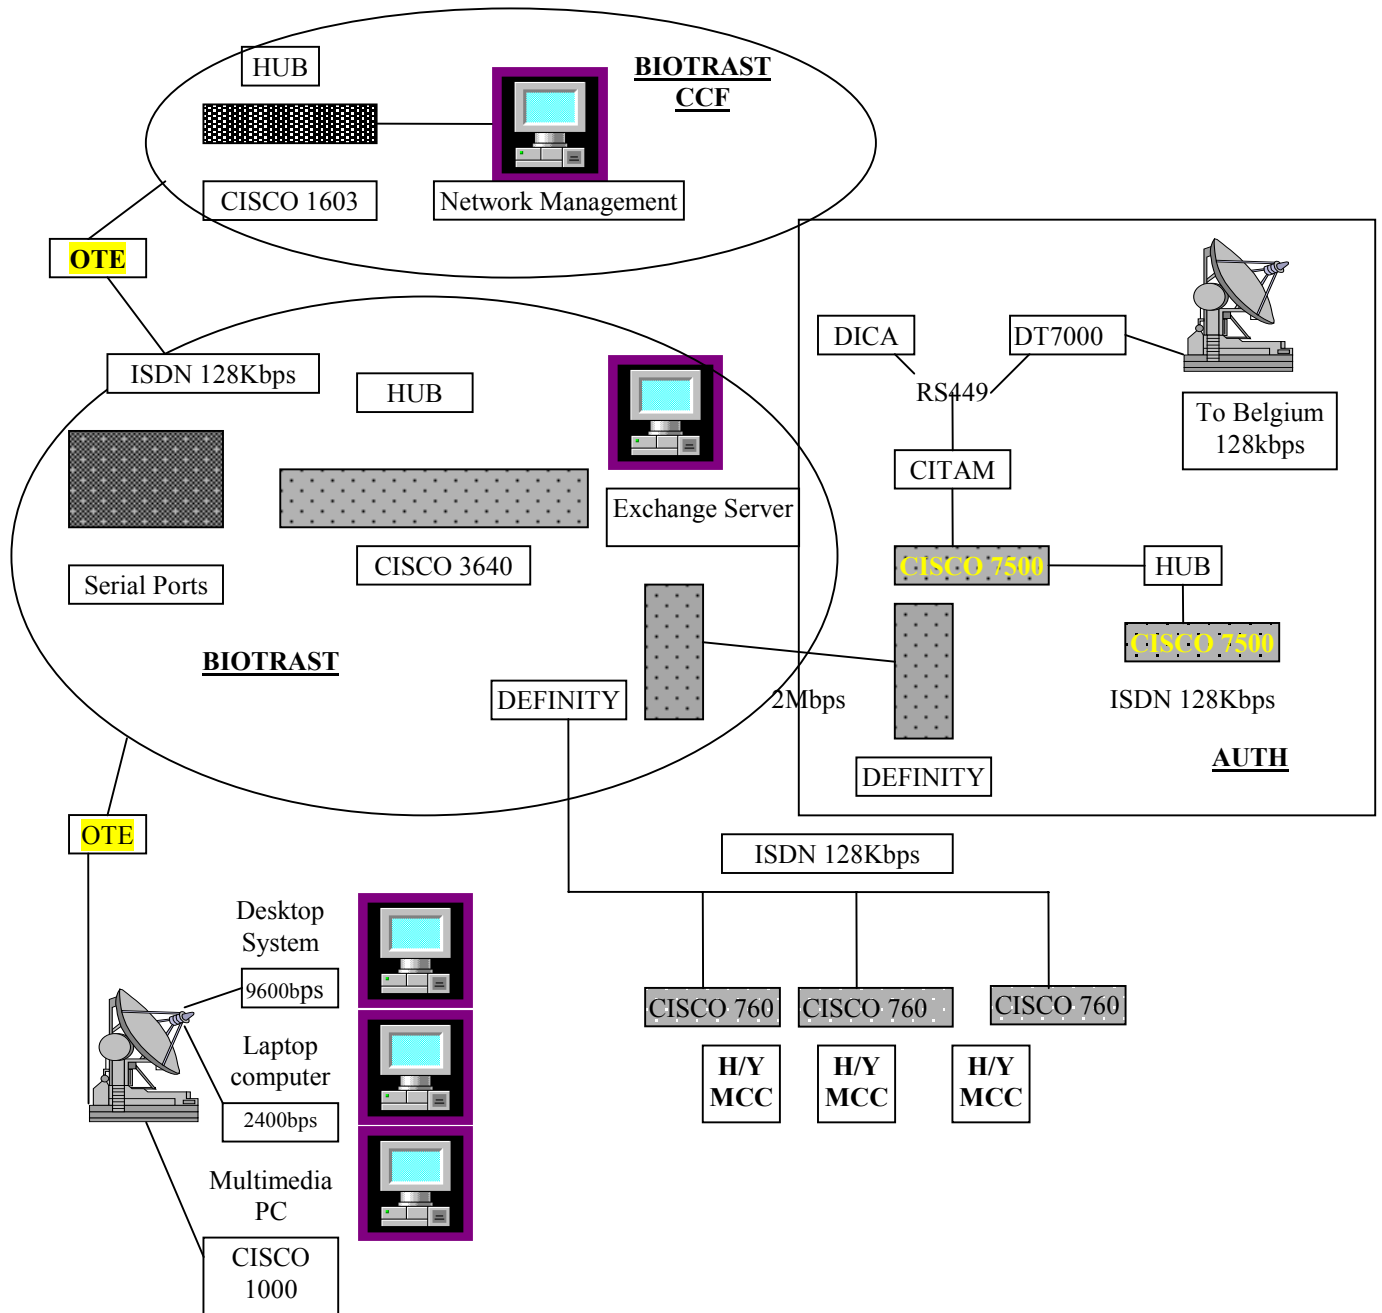 HUB
BIOTRAST
CCF
CISCO 1603
Network Management
OTE
ISDN 128Kbps
HUB
Serial Ports
CISCO 3640
Exchange Server
BIOTRAST
DEFINITY
2Mbps
DICA
DT7000
RS449
To Belgium
128kbps
CITAM
CISCO 7500
HUB
CISCO 7500
ISDN 128Kbps
AUTH
DEFINITY
OTE
ISDN 128Kbps
Desktop
System
9600bps
Laptop
computer
2400bps
Multimedia
PC
CISCO
1000
CISCO 760
CISCO 760
CISCO 760
H/Y
MCC
H/Y
MCC
H/Y
MCC